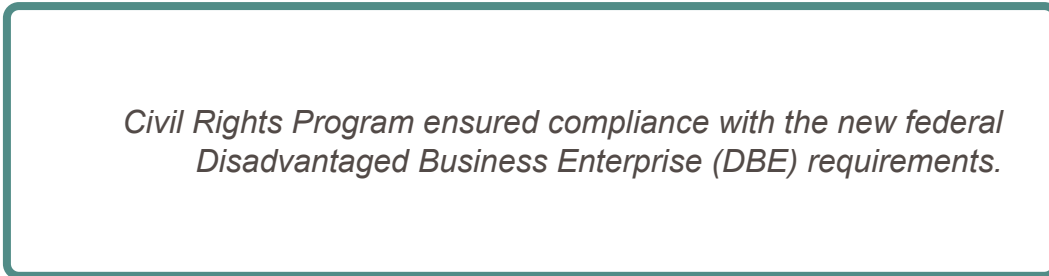 Civil Rights Program ensured compliance with the new federal
Disadvantaged Business Enterprise (DBE) requirements.